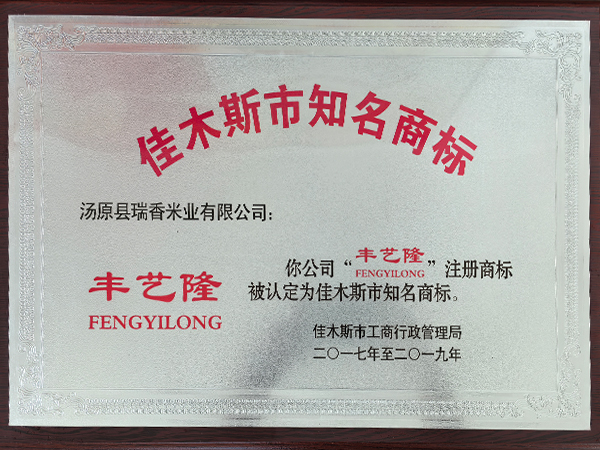 佳木斯市知名商标
汤原县瑞香米业有限公司：
丰艺隆
FENGYILONG
你公司“丰艺隆 FENGYILONG”注册商标
被认定为佳木斯市知名商标。
佳木斯市工商行政管理局
二〇一七年至二〇一九年